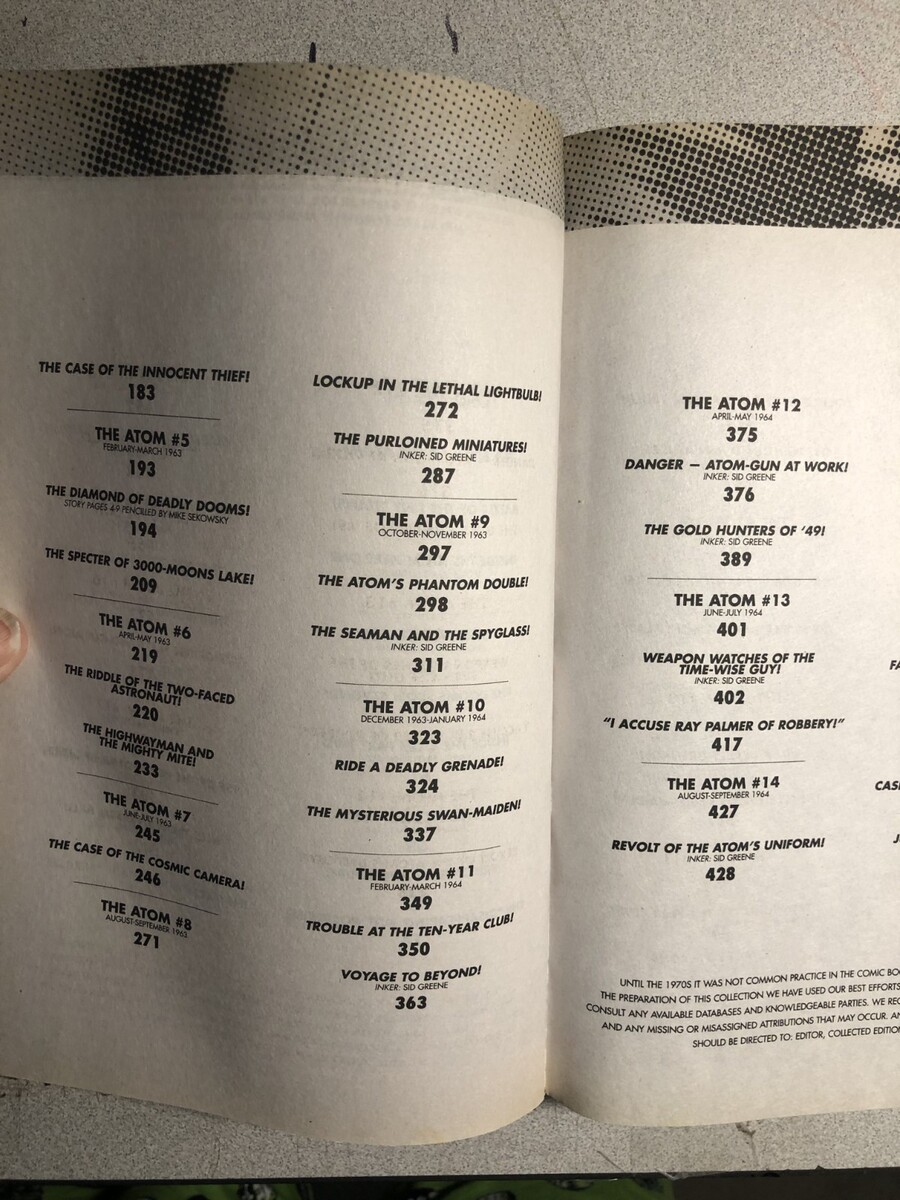 THE CASE OF THE INNOCENT THIEF!
183
THE ATOM #5
FEBRUARY-MARCH 1963
193
THE DIAMOND OF DEADLY DOOMS!
STORY PAGES 4-9 PENCILLED BY MIKE SEKOWSKY
194
THE SPECTER OF 3000-MOONS LAKE!
209
THE ATOM #6
APRIL-MAY 1963
219
THE RIDDLE OF THE TWO-FACED
ASTRONAUT!
220
THE HIGHWAYMAN AND
THE MIGHTY MITE!
233
THE ATOM #7
JUNE-JULY 1963
245
THE CASE OF THE COSMIC CAMERA!
246
THE ATOM #8
AUGUST-SEPTEMBER 1963
271
LOCKUP IN THE LETHAL LIGHTBULB!
272
THE PURLOINED MINIATURES!
INKER: SID GREENE
287
THE ATOM #9
OCTOBER-NOVEMBER 1963
297
THE ATOM'S PHANTOM DOUBLE!
298
THE SEAMAN AND THE SPYGLASS!
INKER: SID GREENE
311
THE ATOM #10
DECEMBER 1963-JANUARY 1964
323
RIDE A DEADLY GRENADE!
324
THE MYSTERIOUS SWAN-MAIDEN!
337
THE ATOM #11
FEBRUARY-MARCH 1964
349
TROUBLE AT THE TEN-YEAR CLUB!
350
VOYAGE TO BEYOND!
INKER: SID GREENE
363
THE ATOM #12
APRIL-MAY 1964
375
DANGER — ATOM-GUN AT WORK!
INKER: SID GREENE
376
THE GOLD HUNTERS OF '49!
INKER: SID GREENE
389
THE ATOM #13
JUNE-JULY 1964
401
WEAPON WATCHES OF THE
TIME-WISE GUY!
INKER: SID GREENE
402
"I ACCUSE RAY PALMER OF ROBBERY!"
417
THE ATOM #14
AUGUST-SEPTEMBER 1964
427
REVOLT OF THE ATOM'S UNIFORM!
INKER: SID GREENE
428
UNTIL THE 1970S IT WAS NOT COMMON PRACTICE IN THE COMIC
THE PREPARATION OF THIS COLLECTION WE HAVE USED OUR BEST EFFORTS
CONSULT ANY AVAILABLE DATABASES AND KNOWLEDGEABLE PARTIES. WE
AND ANY MISSING OR MISASSIGNED ATTRIBUTIONS THAT MAY OCCUR.
SHOULD BE DIRECTED TO: EDITOR, COLLECTED